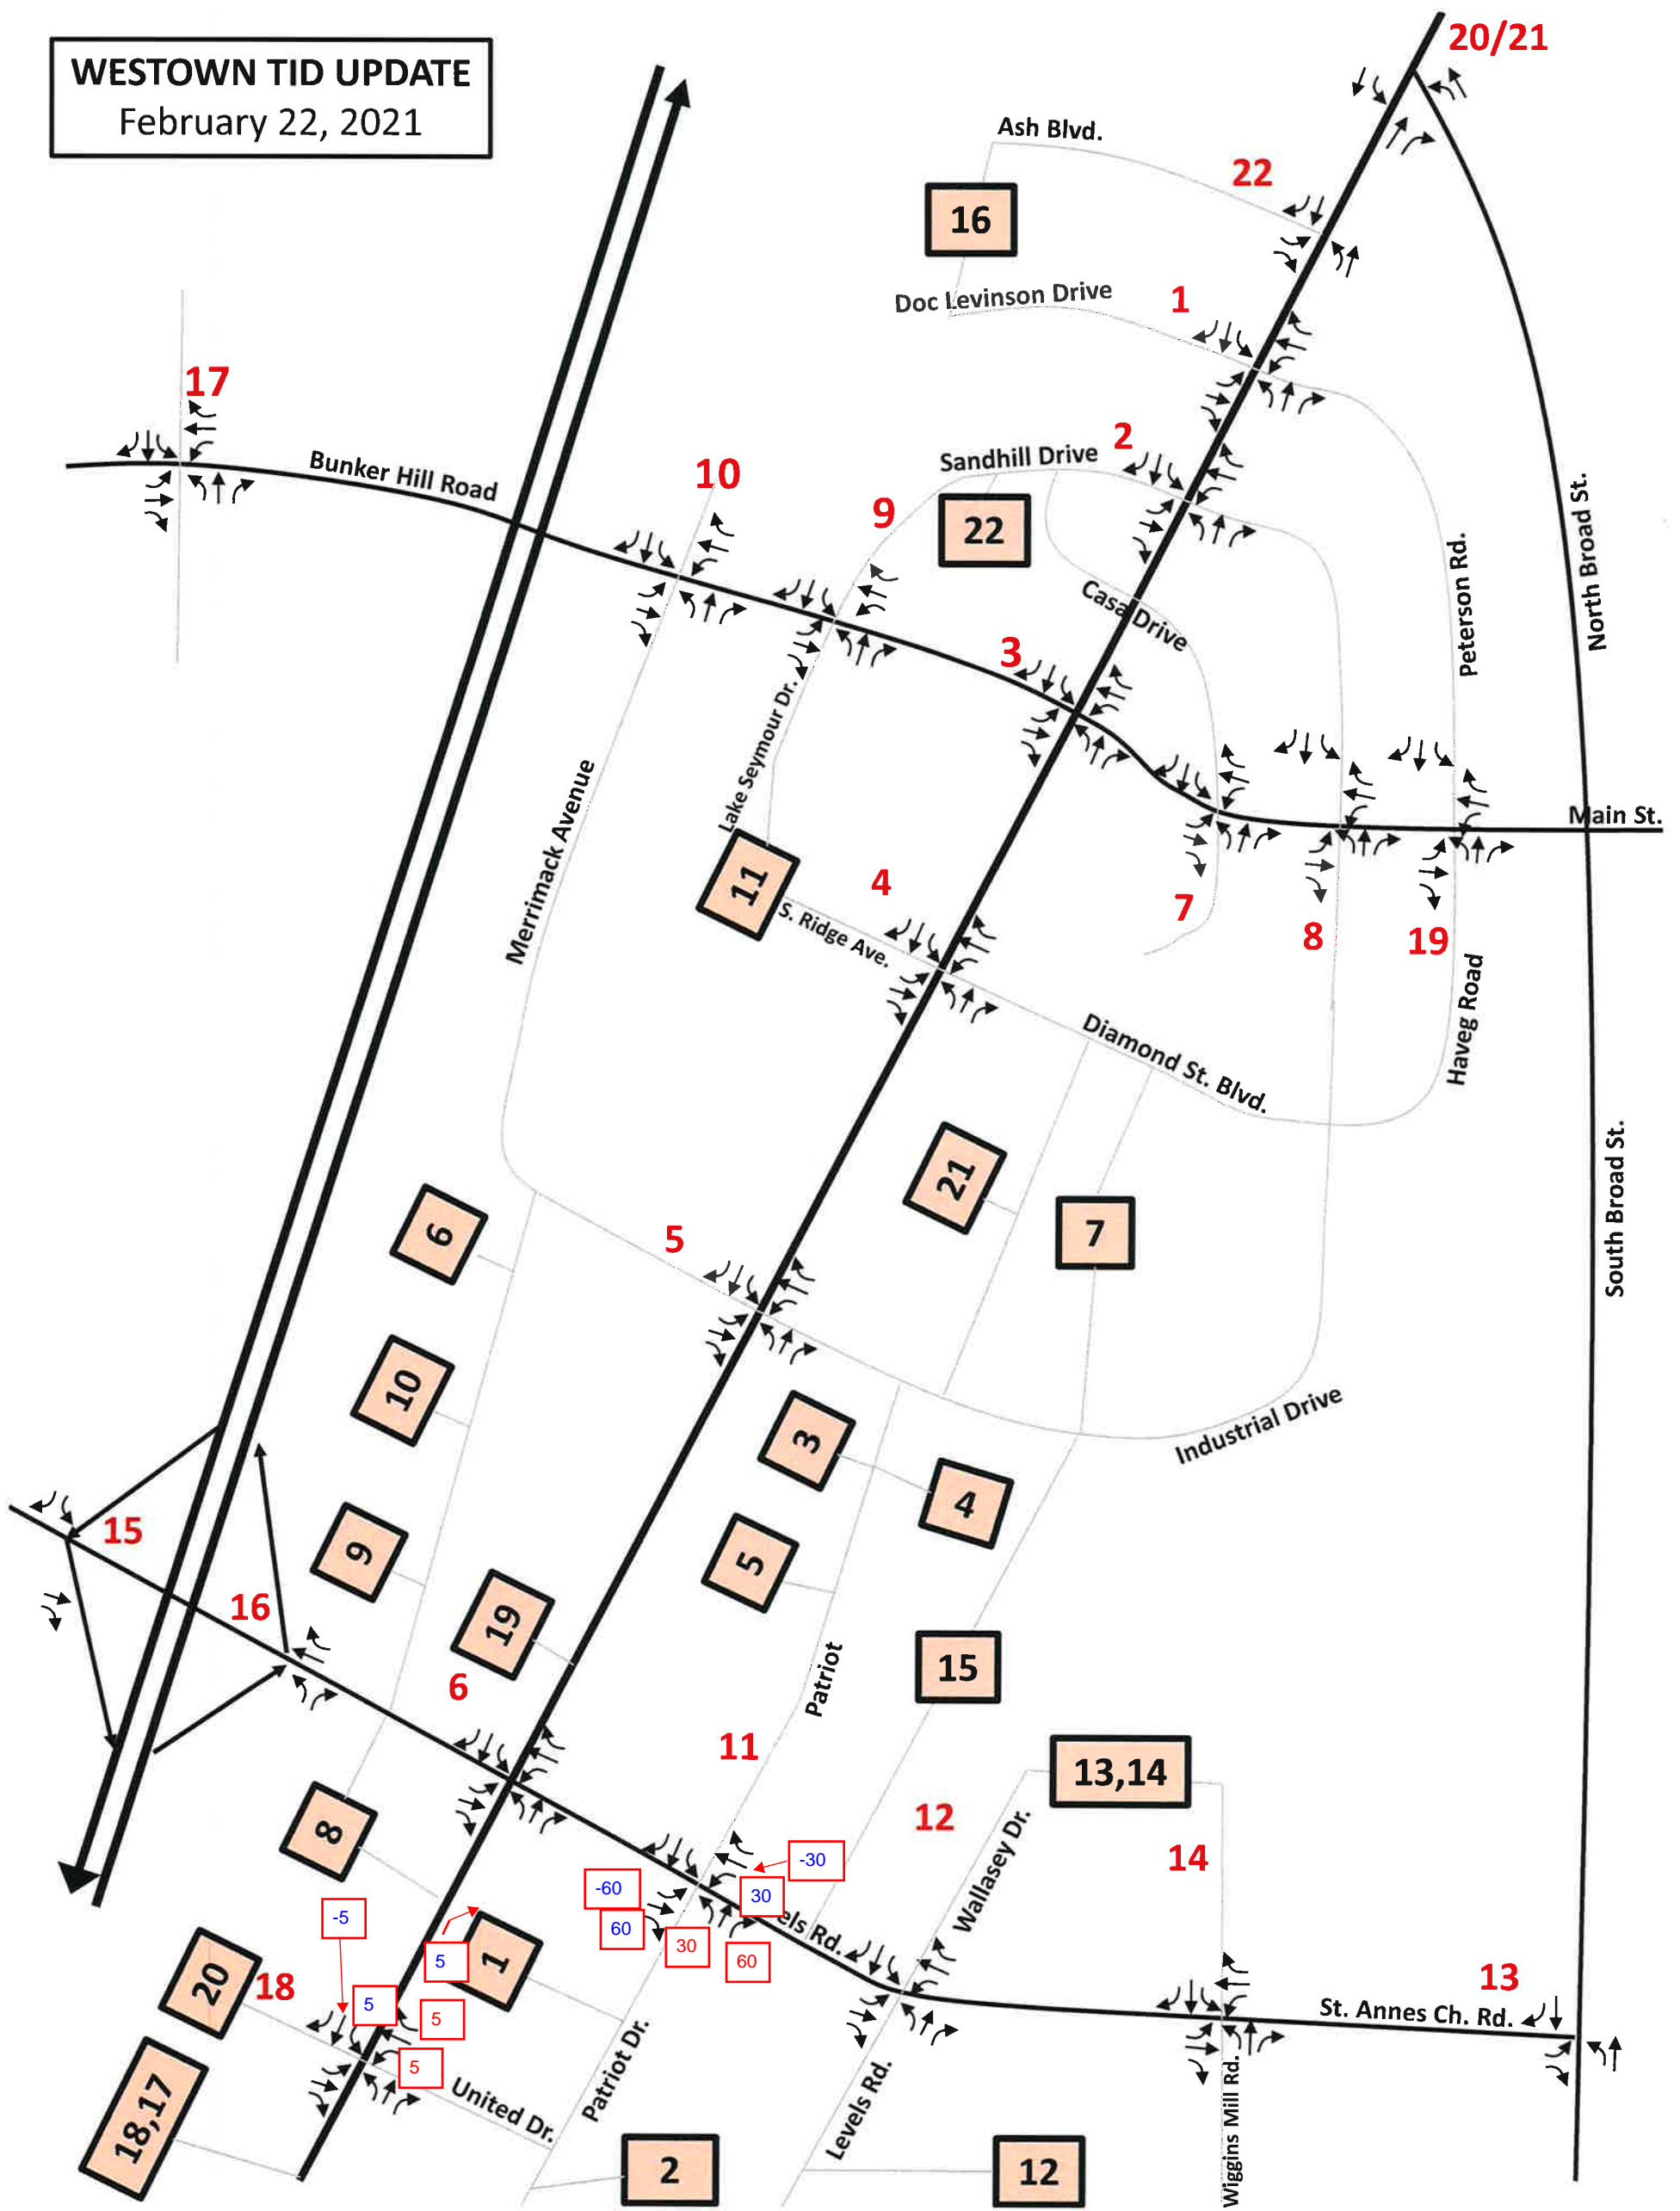 WESTOWN TID UPDATE
February 22, 2021
20/21
Ash Blvd.
22
16
Doc Levinson Drive
1
17
Bunker Hill Road
10
9
Sandhill Drive
2
22
Casa Drive
Peterson Rd.
North Broad St.
3
Lake Seymour Dr.
Merrimack Avenue
Main St.
11
4
S. Ridge Ave.
7
8
19
Diamond St. Blvd.
Haveg Road
South Broad St.
6
21
7
5
10
3
4
Industrial Drive
15
9
5
16
19
15
6
Patriot
11
13,14
8
12
Wallasey Dr.
14
-30
-60
30
60
30
60
els Rd.
-5
5
1
20
18
5
5
5
13
St. Annes Ch. Rd.
18,17
United Dr.
Patriot Dr.
Levels Rd.
Wiggins Mill Rd.
2
12